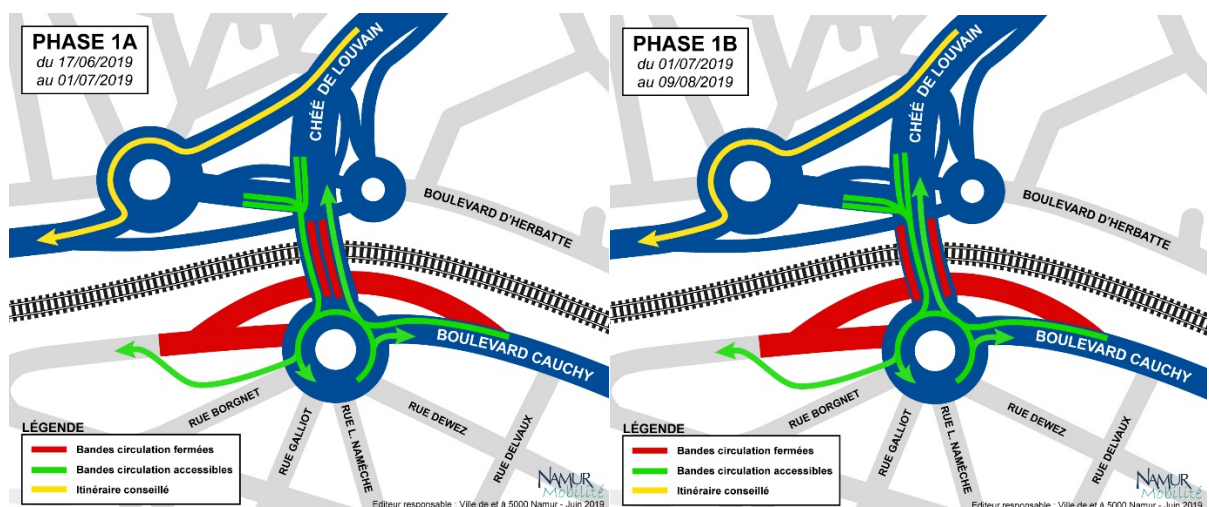 PHASE 1A
du 17/06/2019
au 01/07/2019
CHÉÉ DE LOUVAIN
BOULEVARD D'HERBATTE
BOULEVARD CAUCHY
RUE BORGNET
RUE GALLIOT
RUE L. NAMÈCHE
RUE DEWEZ
RUE DELVAUX
LÉGENDE
Bandes circulation fermées
Bandes circulation accessibles
Itinéraire conseillé
NAMUR
Mobilité
Editeur responsable : Ville de et à 5000 Namur - Juin 2019
PHASE 1B
du 01/07/2019
au 09/08/2019
CHÉÉ DE LOUVAIN
BOULEVARD D'HERBATTE
BOULEVARD CAUCHY
RUE BORGNET
RUE GALLIOT
RUE L. NAMÈCHE
RUE DEWEZ
RUE DELVAUX
LÉGENDE
Bandes circulation fermées
Bandes circulation accessibles
Itinéraire conseillé
NAMUR
Mobilité
Editeur responsable : Ville de et à 5000 Namur - Juin 2019